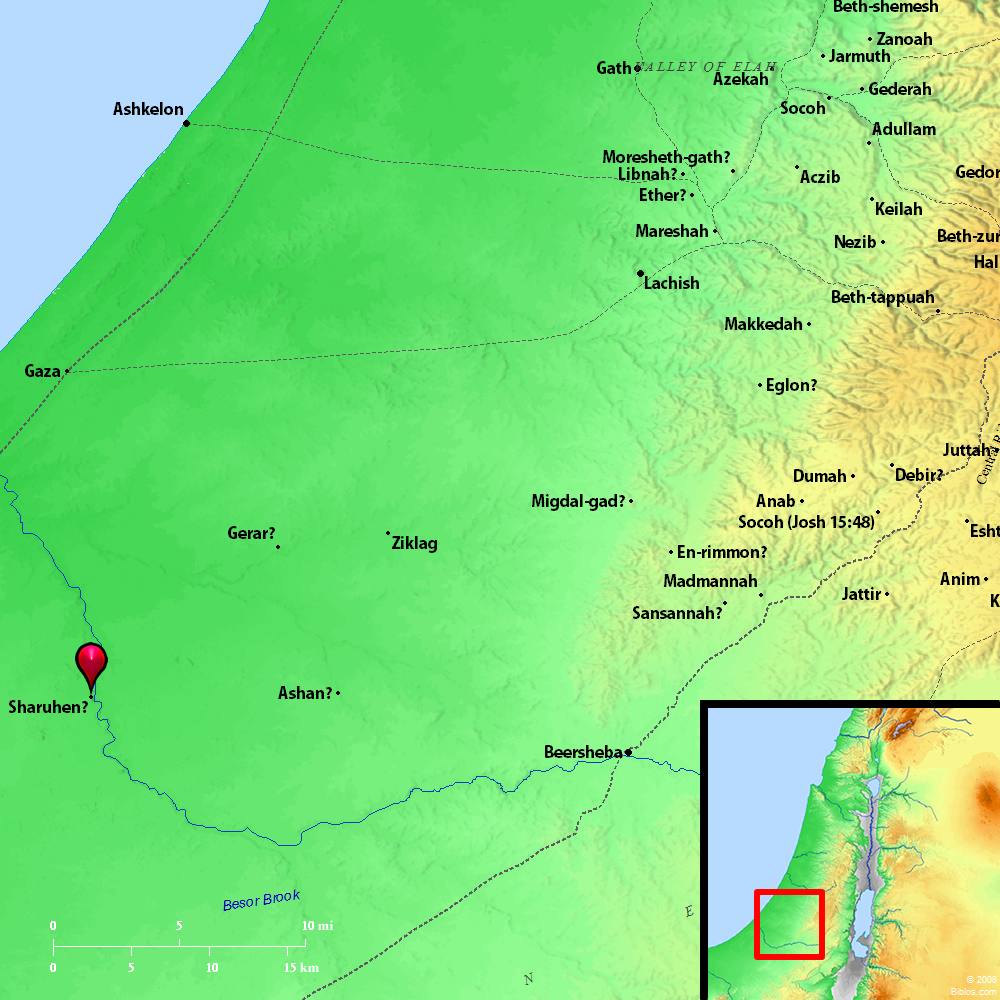 Beth-shemesh
Zanoah
Jarmuth
Gath
VALLEY OF ELAH
Azekah
Gederah
Socoh
Ashkelon
Adullam
Moresheth-gath?
Libnah?
Aczib
Gedor
Ether?
Keilah
Mareshah
Nezib
Beth-zur
Hal
Lachish
Beth-tappuah
Makkedah
Gaza
Eglon?
Juttah
Central
Dumah
Debir?
Migdal-gad?
Anab
Socoh (Josh 15:48)
Gerar?
Ziklag
Esht
En-rimmon?
Madmannah
Anim
Jattir
K
Sansannah?
Sharuhen?
Ashan?
Beersheba
Besor Brook
E
N
0 5 10 mi
0 5 10 15 km
© 2008
Biblos.com